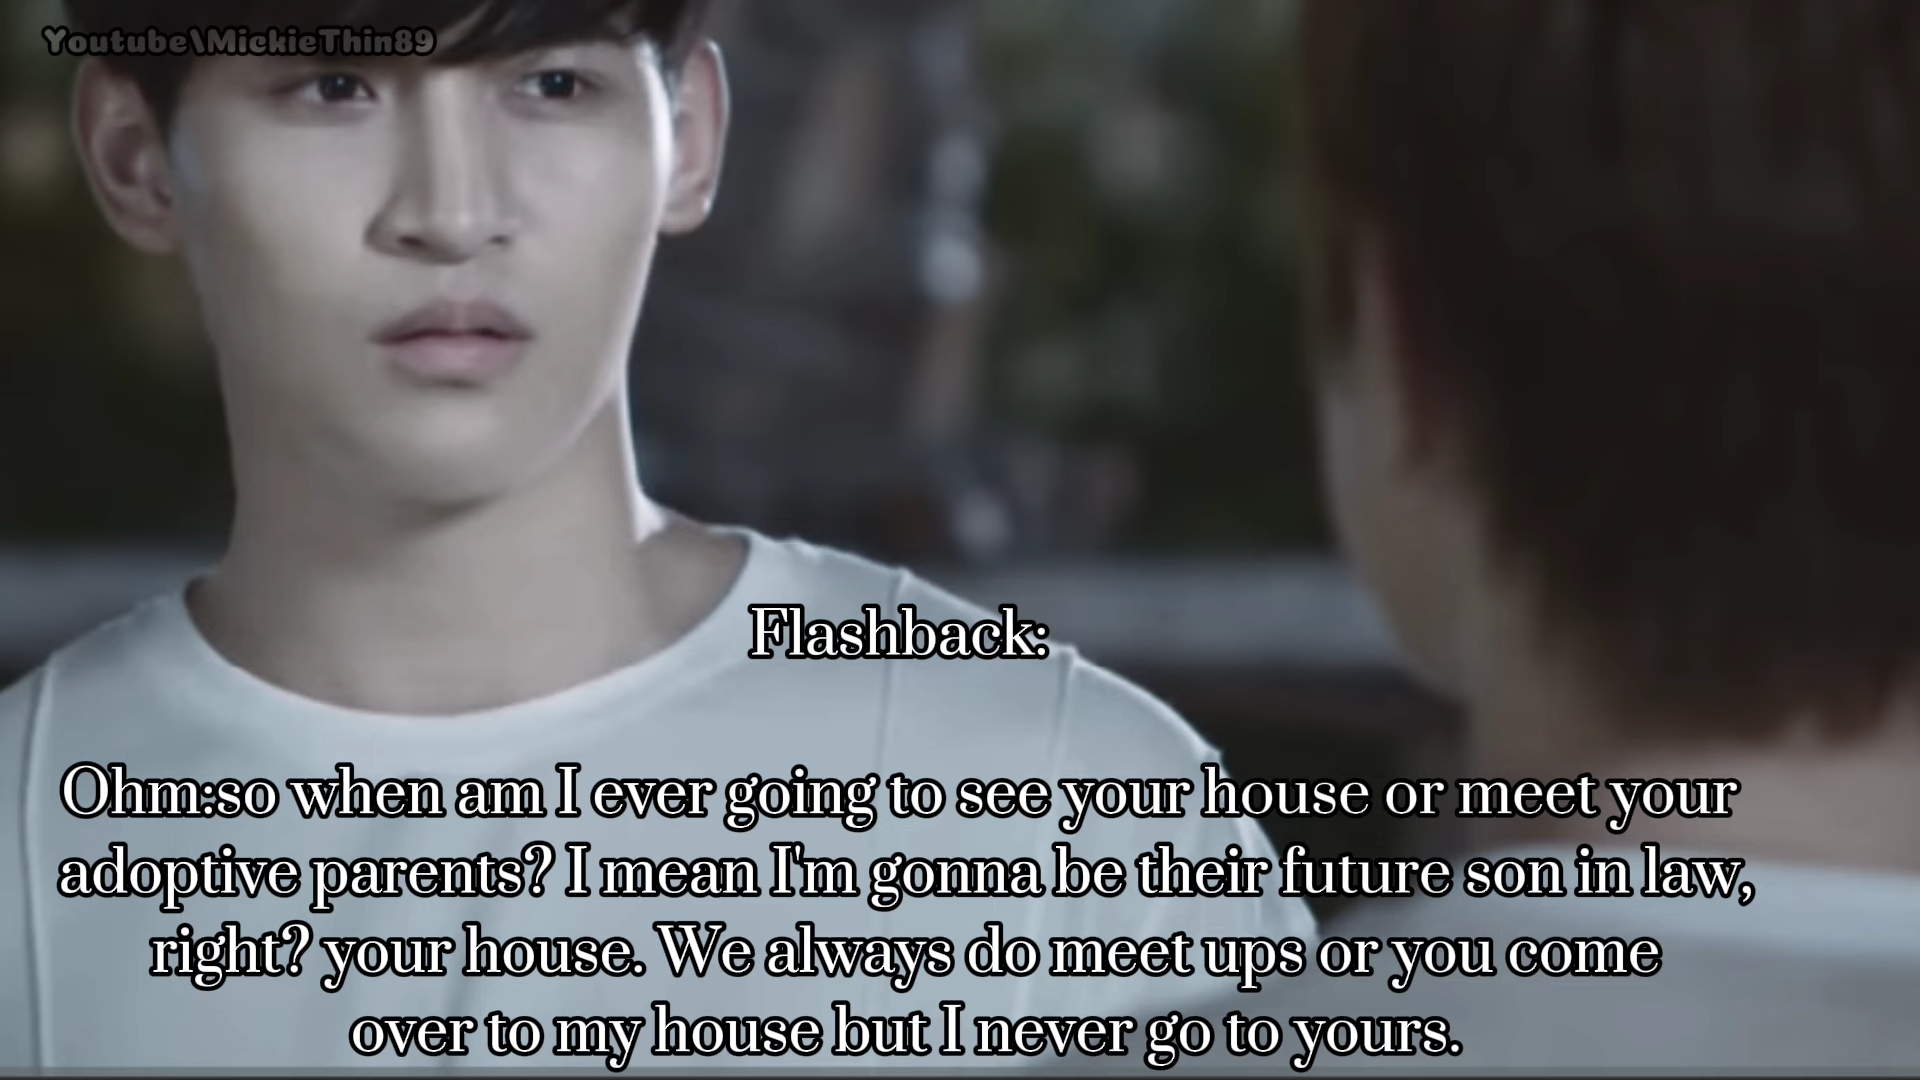 Youtube\MickieThin89
Flashback:
Ohm:so when am I ever going to see your house or meet your
adoptive parents? I mean I'm gonna be their future son in law,
right? your house. We always do meet ups or you come
over to my house but I never go to yours.